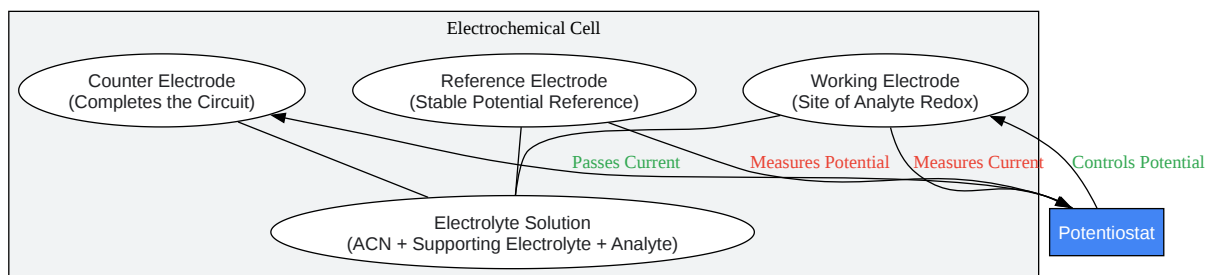 Electrochemical Cell
Counter Electrode
(Completes the Circuit)
Reference Electrode
(Stable Potential Reference)
Working Electrode
(Site of Analyte Redox)
Passes Current
Measures Potential
Measures Current
Controls Potential
Electrolyte Solution
(ACN + Supporting Electrolyte + Analyte)
Potentiostat